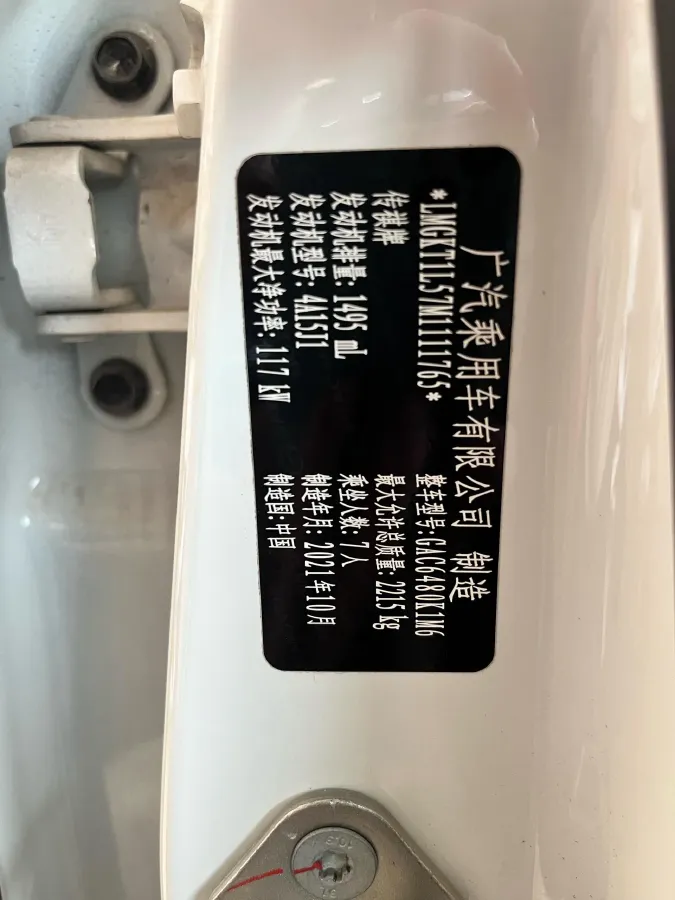 广汽乘用车有限公司 制造
*LMGKT1L57M1111765*
传祺牌 整车型号:GAC6480K1M6
发动机排量: 1495 mL 最大允许总质量: 2215 kg
发动机型号: 4A15J1 乘坐人数: 7人
发动机最大净功率: 117 kW 制造年月: 2021年10月
制造国: 中国